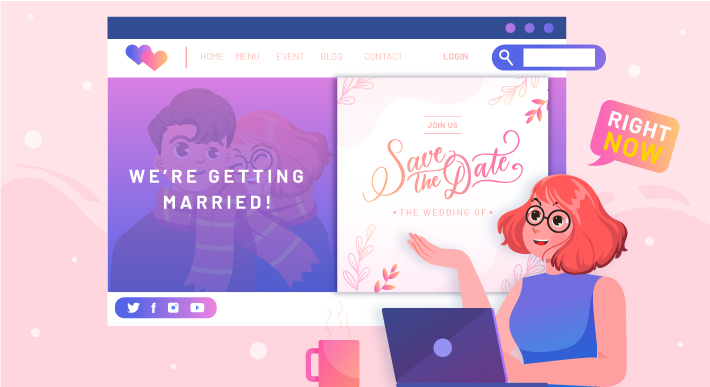 HOME MENU EVENT BLOG CONTACT LOGIN
WE'RE GETTING
MARRIED!
JOIN US
Save
the Date
• THE WEDDING OF •
RIGHT
NOW